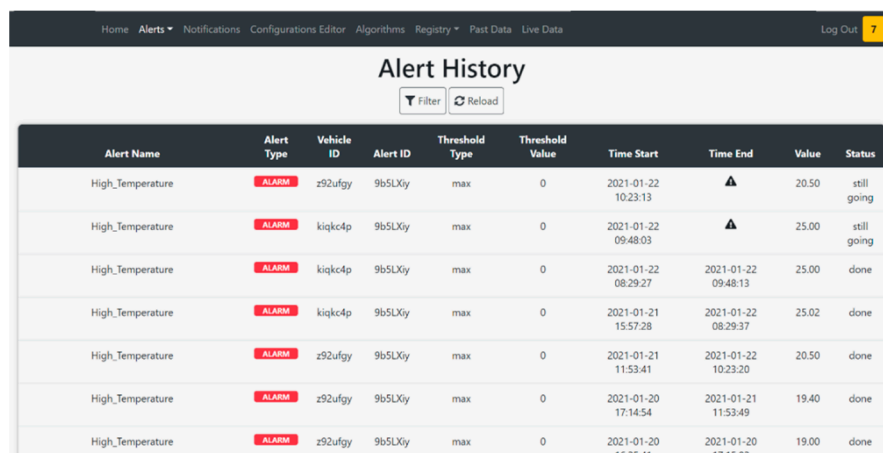 Home Alerts Notifications Configurations Editor Algorithms Registry Past Data Live Data Log Out 7
Alert History
Filter Reload
Alert Name Alert Type Vehicle ID Alert ID Threshold Type Threshold Value Time Start Time End Value Status
High_Temperature ALARM z92ufgy 9b5LXiy max 0 2021-01-22 10:23:13 20.50 still going
High_Temperature ALARM kiqkc4p 9b5LXiy max 0 2021-01-22 09:48:03 25.00 still going
High_Temperature ALARM kiqkc4p 9b5LXiy max 0 2021-01-22 08:29:27 2021-01-22 09:48:13 25.00 done
High_Temperature ALARM kiqkc4p 9b5LXiy max 0 2021-01-21 15:57:28 2021-01-22 08:29:37 25.02 done
High_Temperature ALARM z92ufgy 9b5LXiy max 0 2021-01-21 11:53:41 2021-01-22 10:23:20 20.50 done
High_Temperature ALARM z92ufgy 9b5LXiy max 0 2021-01-20 17:14:54 2021-01-21 11:53:49 19.40 done
High_Temperature ALARM z92ufgy 9b5LXiy max 0 2021-01-20 2021-01-20 19.00 done